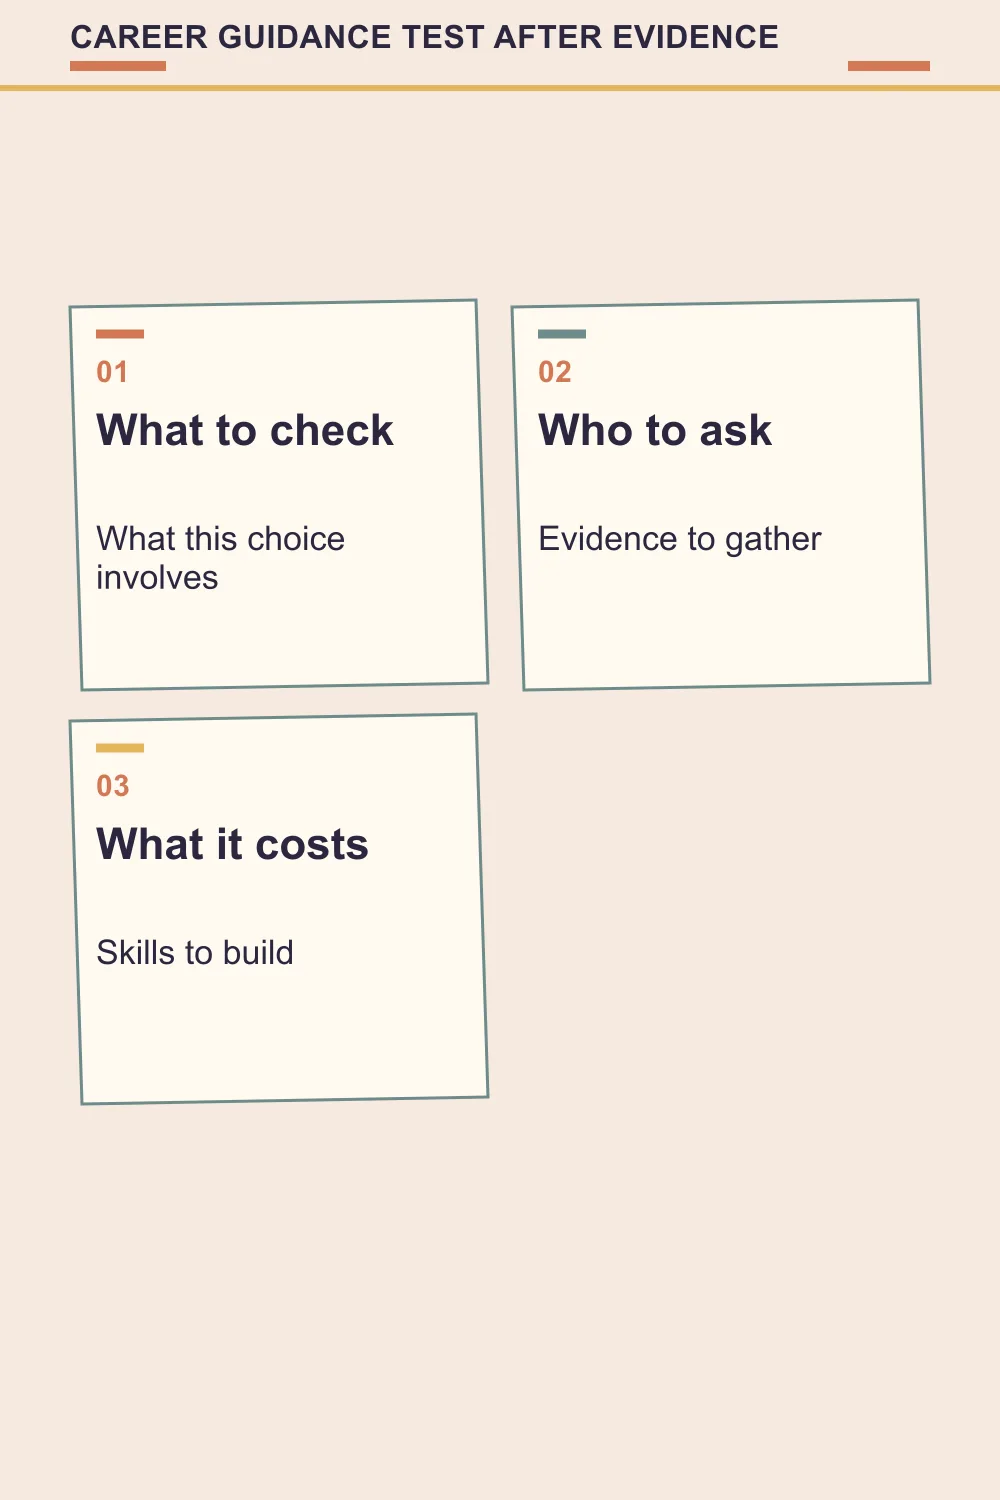 CAREER GUIDANCE TEST AFTER EVIDENCE
01
What to check
What this choice
involves
02
Who to ask
Evidence to gather
03
What it costs
Skills to build